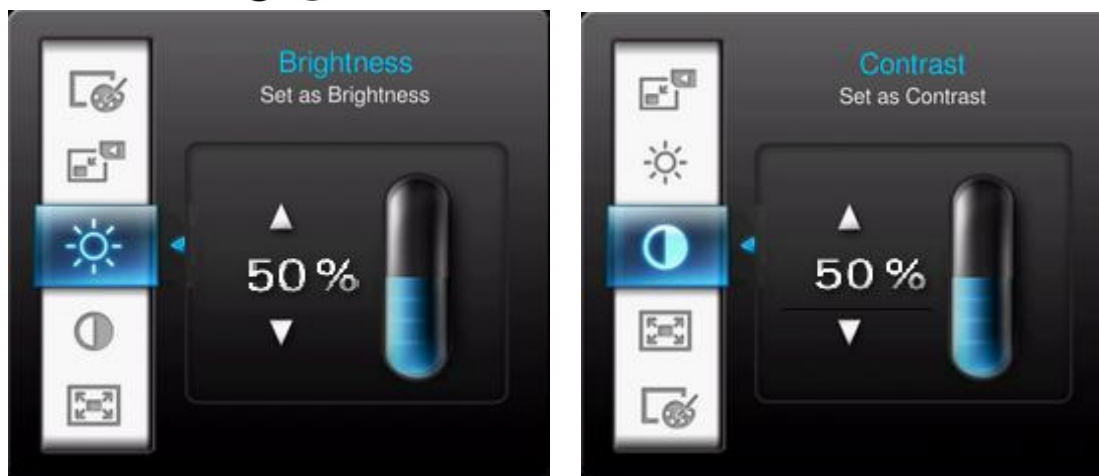 Brightness
Set as Brightness
50 %
Contrast
Set as Contrast
50 %